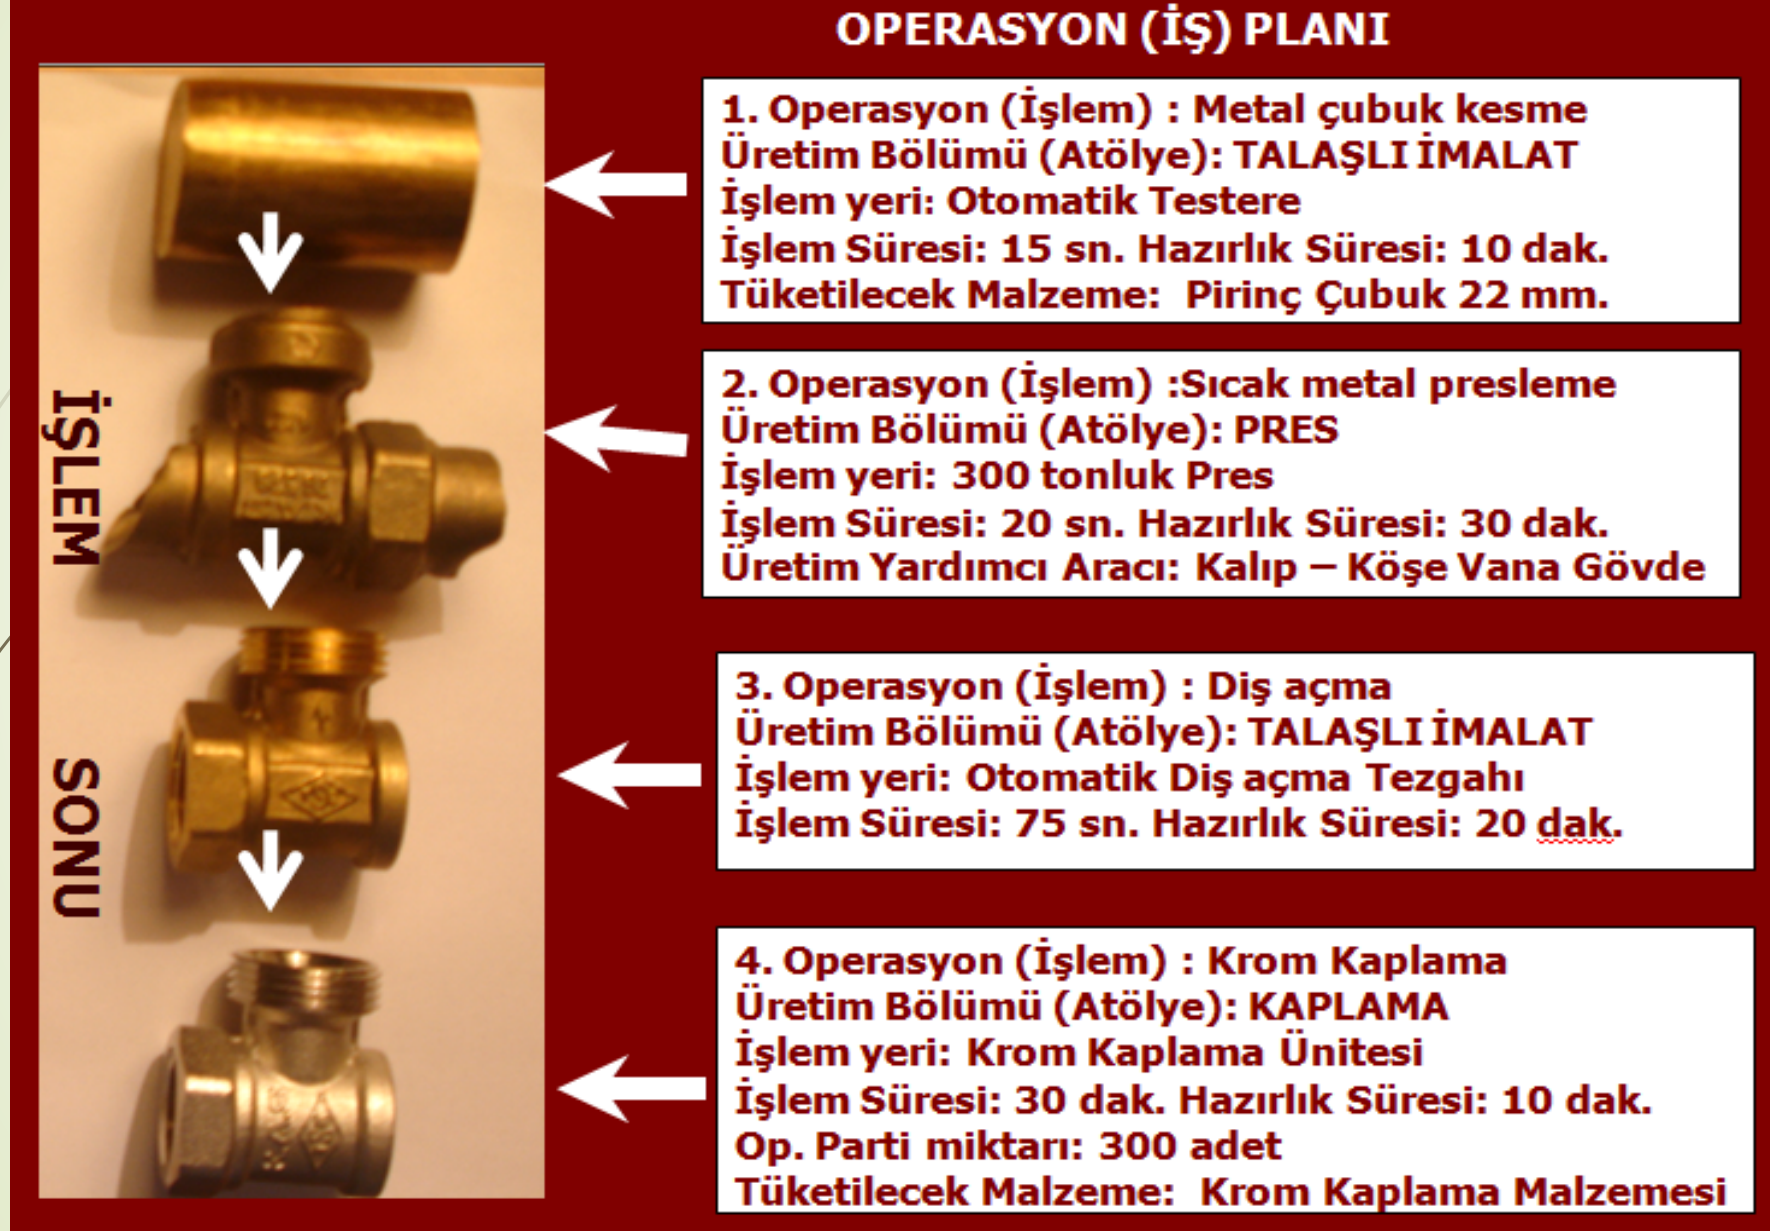 OPERASYON (İŞ) PLANI
1. Operasyon (İşlem) : Metal çubuk kesme
Üretim Bölümü (Atölye): TALAŞLI İMALAT
İşlem yeri: Otomatik Testere
İşlem Süresi: 15 sn. Hazırlık Süresi: 10 dak.
Tüketilecek Malzeme: Pirinç Çubuk 22 mm.
2. Operasyon (İşlem) :Sıcak metal presleme
Üretim Bölümü (Atölye): PRES
İşlem yeri: 300 tonluk Pres
İşlem Süresi: 20 sn. Hazırlık Süresi: 30 dak.
Üretim Yardımcı Aracı: Kalıp – Köşe Vana Gövde
3. Operasyon (İşlem) : Diş açma
Üretim Bölümü (Atölye): TALAŞLI İMALAT
İşlem yeri: Otomatik Diş açma Tezgahı
İşlem Süresi: 75 sn. Hazırlık Süresi: 20 dak.
4. Operasyon (İşlem) : Krom Kaplama
Üretim Bölümü (Atölye): KAPLAMA
İşlem yeri: Krom Kaplama Ünitesi
İşlem Süresi: 30 dak. Hazırlık Süresi: 10 dak.
Op. Parti miktarı: 300 adet
Tüketilecek Malzeme: Krom Kaplama Malzemesi
İŞLEM SONU